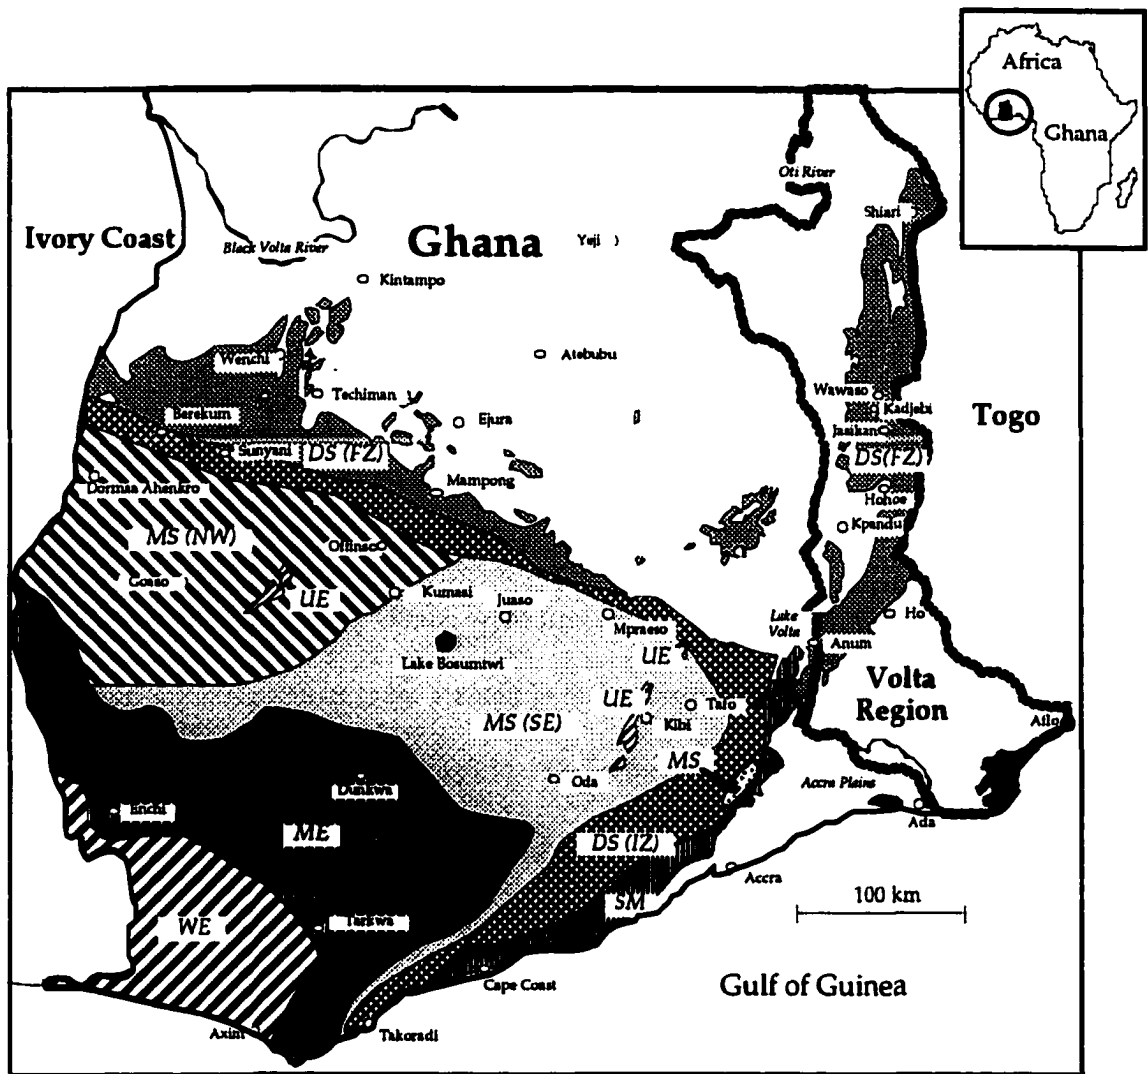 Africa
Ghana
Ivory Coast
Black Volta River
Ghana
Yeji
Oti River
Shiari
Kintampo
Wenchi
Atebubu
Techiman
Berekum
Ejura
Wawaso
Kadjebi
Jasikan
Togo
Sunyani
DS (FZ)
DS(FZ)
Dormaa Ahenkro
Mampong
Hohoe
Kpandu
MS (NW)
Offinso
Goaso
UE
Kumasi
Juaso
Mpraeso
Lake
Volta
Ho
Anum
Lake Bosumtwi
UE
UE
Tafo
Kibi
MS (SE)
MS
Volta
Region
Aflo
Oda
Accra Plains
Ada
Dunkwa
Enchi
ME
DS (IZ)
Accra
100 km
SM
WE
Tarkwa
Cape Coast
Gulf of Guinea
Axim
Takoradi